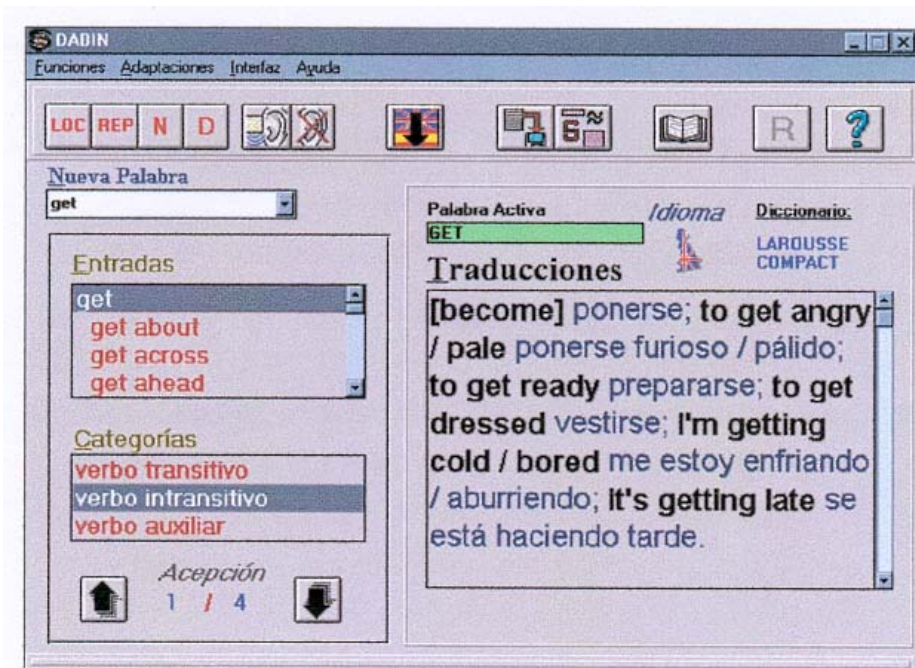 DADIN
Funciones Adaptaciones Interfaz Ayuda
LOC REP N D
R ?
Nueva Palabra
get
Entradas
get
get about
get across
get ahead
Categorías
verbo transitivo
verbo intransitivo
verbo auxiliar
Acepción
1 / 4
Palabra Activa
GET
Idioma
Diccionario:
LAROUSSE
COMPACT
Traducciones
[become] ponerse; to get angry
/ pale ponerse furioso / pálido;
to get ready prepararse; to get
dressed vestirse; I'm getting
cold / bored me estoy enfriando
/ aburriendo; it's getting late se
está haciendo tarde.